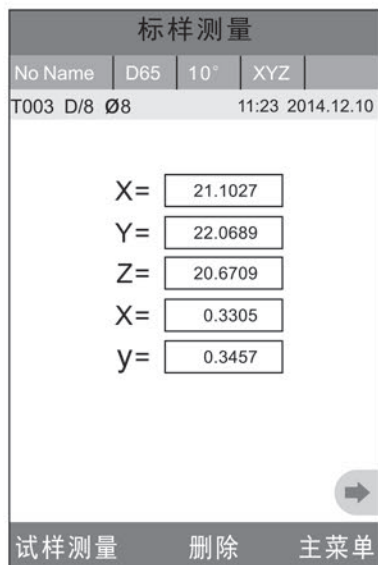 标样测量
No Name D65 10° XYZ
T003 D/8 Ø8 11:23 2014.12.10
X= 21.1027
Y= 22.0689
Z= 20.6709
X= 0.3305
y= 0.3457
试样测量 删除 主菜单